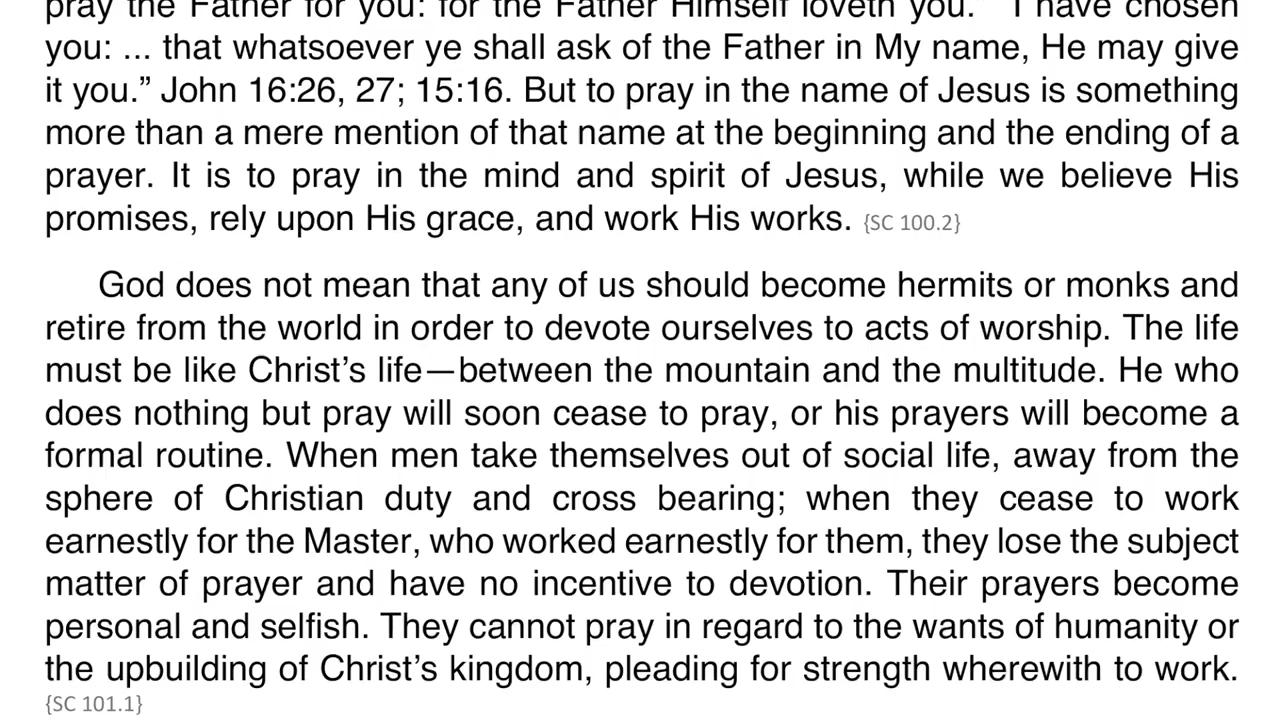 pray the Father for you: for the Father Himself loveth you.” “I have chosen
you: ... that whatsoever ye shall ask of the Father in My name, He may give
it you.” John 16:26, 27; 15:16. But to pray in the name of Jesus is something
more than a mere mention of that name at the beginning and the ending of a
prayer. It is to pray in the mind and spirit of Jesus, while we believe His
promises, rely upon His grace, and work His works. {SC 100.2}
God does not mean that any of us should become hermits or monks and
retire from the world in order to devote ourselves to acts of worship. The life
must be like Christ’s life—between the mountain and the multitude. He who
does nothing but pray will soon cease to pray, or his prayers will become a
formal routine. When men take themselves out of social life, away from the
sphere of Christian duty and cross bearing; when they cease to work
earnestly for the Master, who worked earnestly for them, they lose the subject
matter of prayer and have no incentive to devotion. Their prayers become
personal and selfish. They cannot pray in regard to the wants of humanity or
the upbuilding of Christ’s kingdom, pleading for strength wherewith to work.
{SC 101.1}